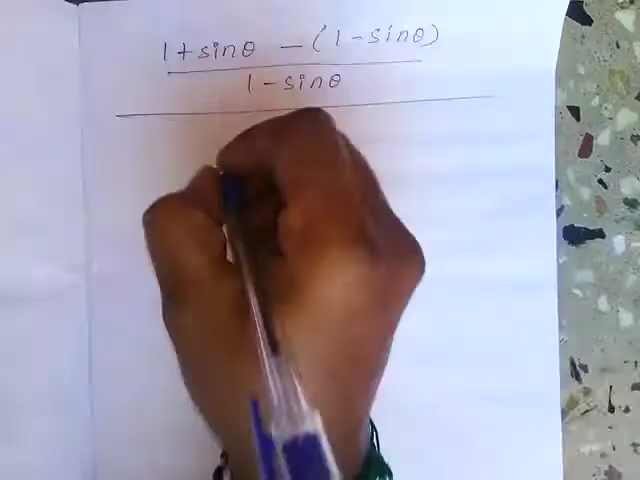 1 + sinθ - (1 - sinθ)
1 - sinθ